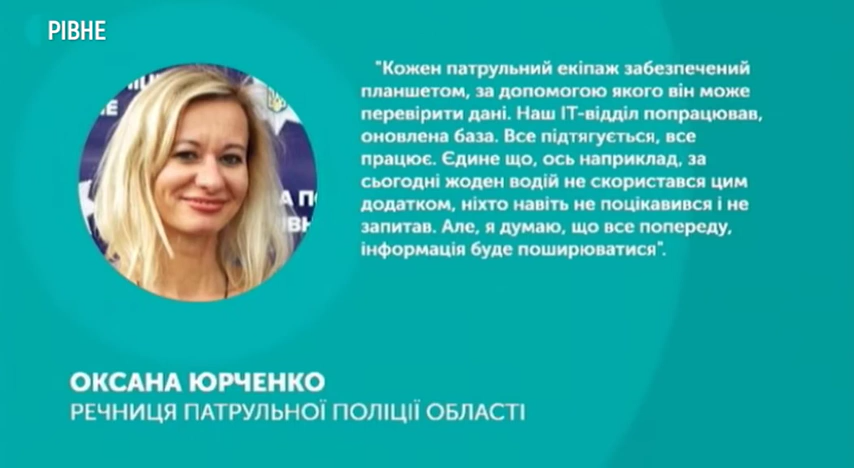 РІВНЕ
"Кожен патрульний екіпаж забезпечений
планшетом, за допомогою якого він може
перевірити дані. Наш ІТ-відділ попрацював,
оновлена база. Все підтягується, все
працює. Єдине що, ось наприклад, за
сьогодні жоден водій не скористався цим
додатком, ніхто навіть не поцікавився і не
запитав. Але, я думаю, що все попереду,
інформація буде поширюватися".
ОКСАНА ЮРЧЕНКО
РЕЧНИЦЯ ПАТРУЛЬНОЇ ПОЛІЦІЇ ОБЛАСТІ